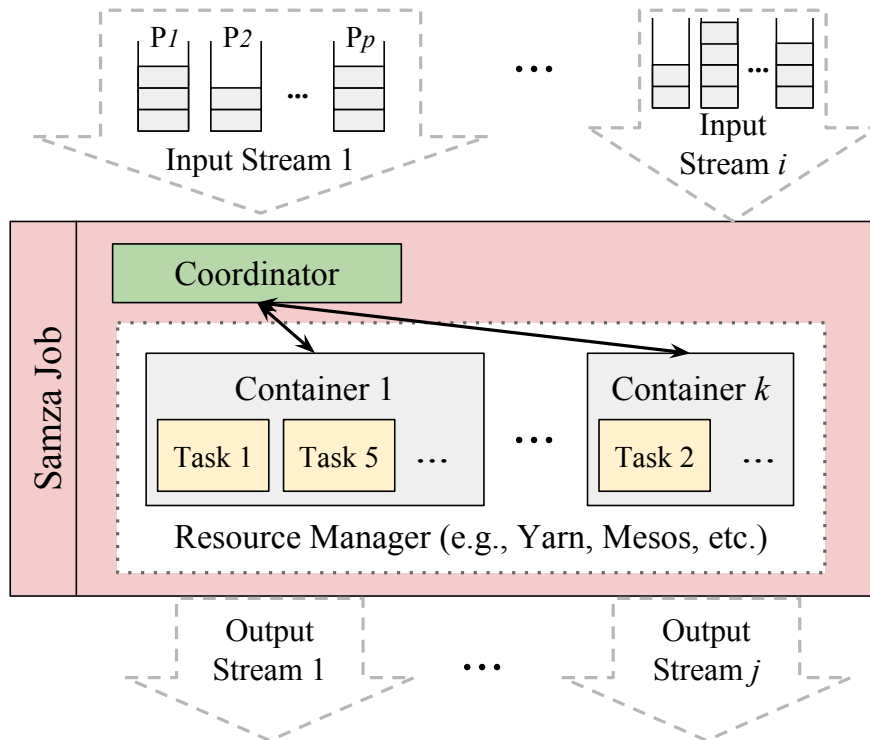 P1 P2 ... Pp
...
...
Input Stream 1
Input
Stream i
Samza Job
Coordinator
Container 1
Task 1 Task 5 ...
...
Container k
Task 2 ...
Resource Manager (e.g., Yarn, Mesos, etc.)
Output
Stream 1
...
Output
Stream j